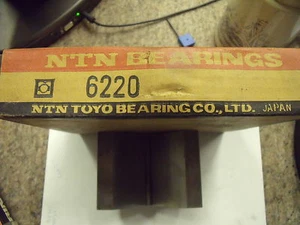 NTN BEARINGS
6220
NTN TOYO BEARING CO., LTD. JAPAN